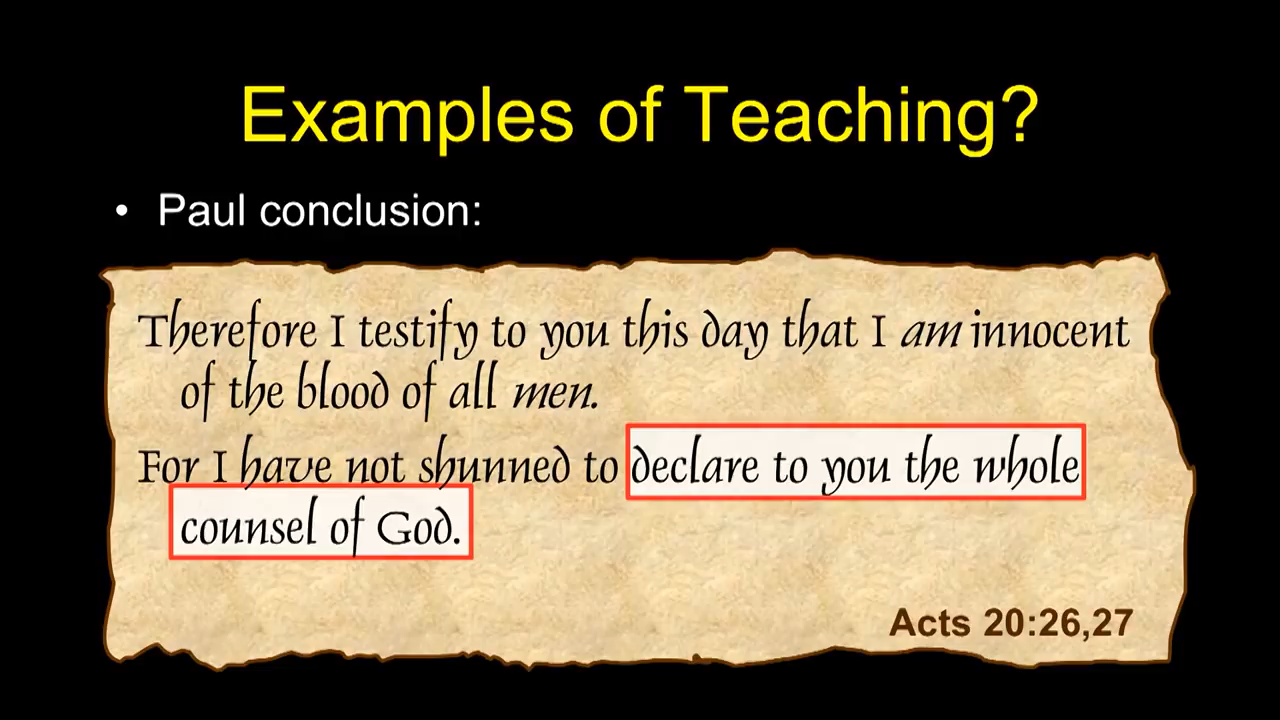 Examples of Teaching?
• Paul conclusion:
Therefore I testify to you this day that I am innocent
of the blood of all men.
For I have not shunned to declare to you the whole
counsel of God.
Acts 20:26,27